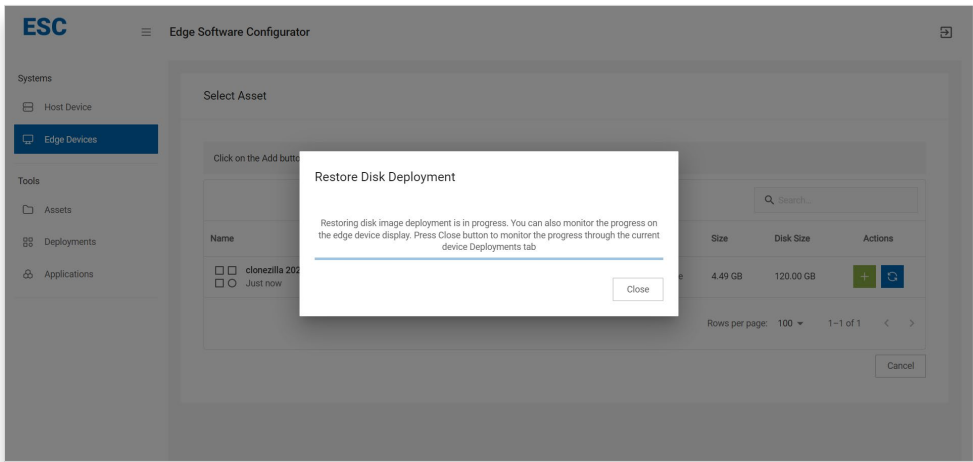 ESC
Edge Software Configurator
Systems
Host Device
Edge Devices
Tools
Assets
Deployments
Applications
Select Asset
Click on the Add butto
Search...
Name
Size
Disk Size
Actions
clonezilla 202
Just now
e
4.49 GB
120.00 GB
Rows per page: 100
1–1 of 1
Cancel
Restore Disk Deployment
Restoring disk image deployment is in progress. You can also monitor the progress on
the edge device display. Press Close button to monitor the progress through the current
device Deployments tab
Close